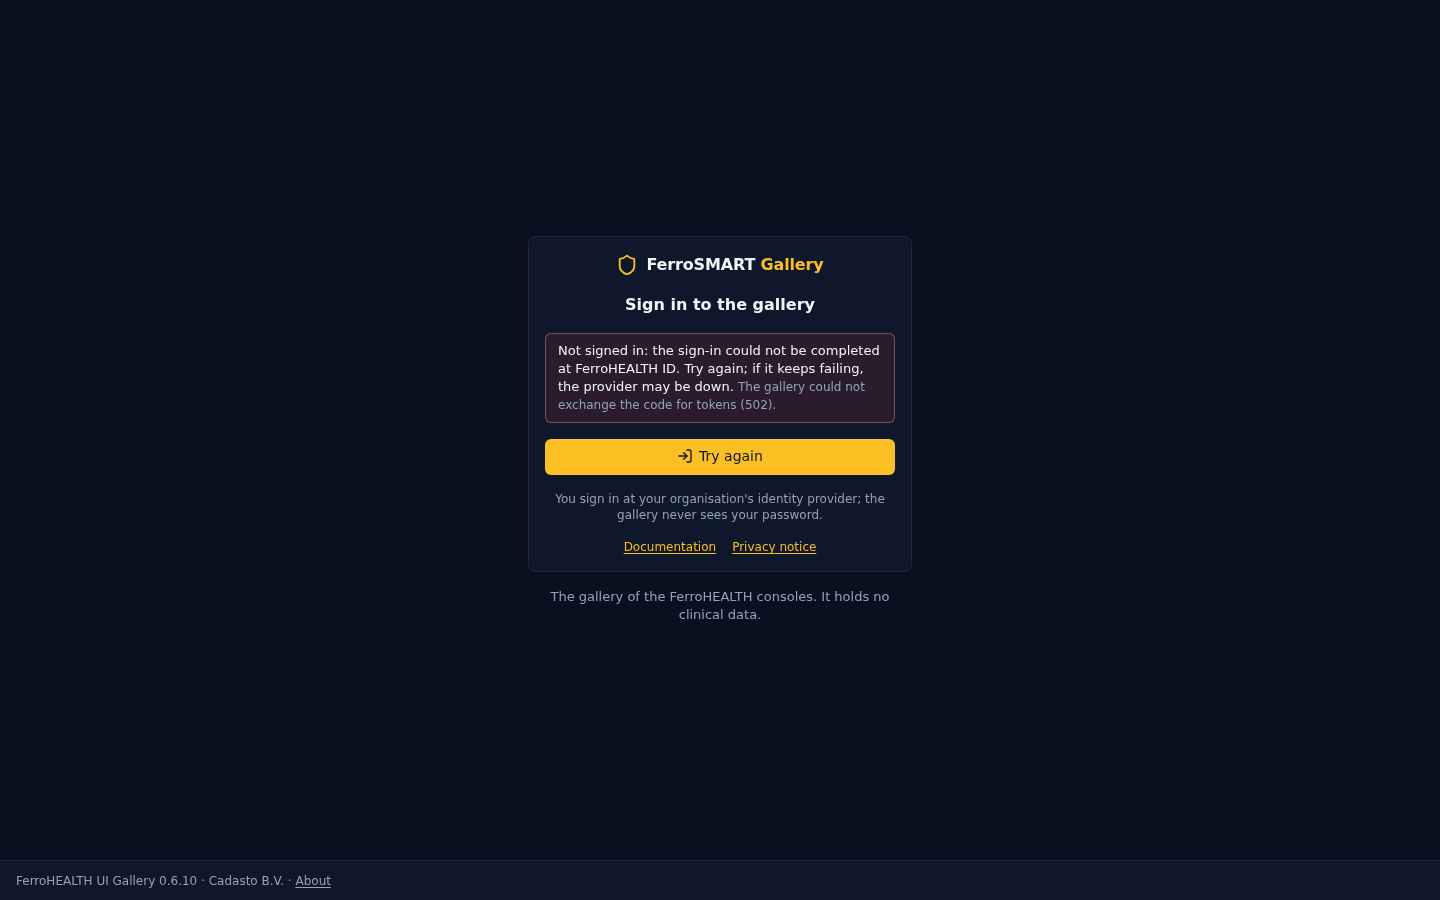 FerroSMART Gallery
Sign in to the gallery
Not signed in: the sign-in could not be completed
at FerroHEALTH ID. Try again; if it keeps failing,
the provider may be down. The gallery could not
exchange the code for tokens (502).
Try again
You sign in at your organisation's identity provider; the
gallery never sees your password.
Documentation Privacy notice
The gallery of the FerroHEALTH consoles. It holds no
clinical data.
FerroHEALTH UI Gallery 0.6.10 · Cadasto B.V. · About